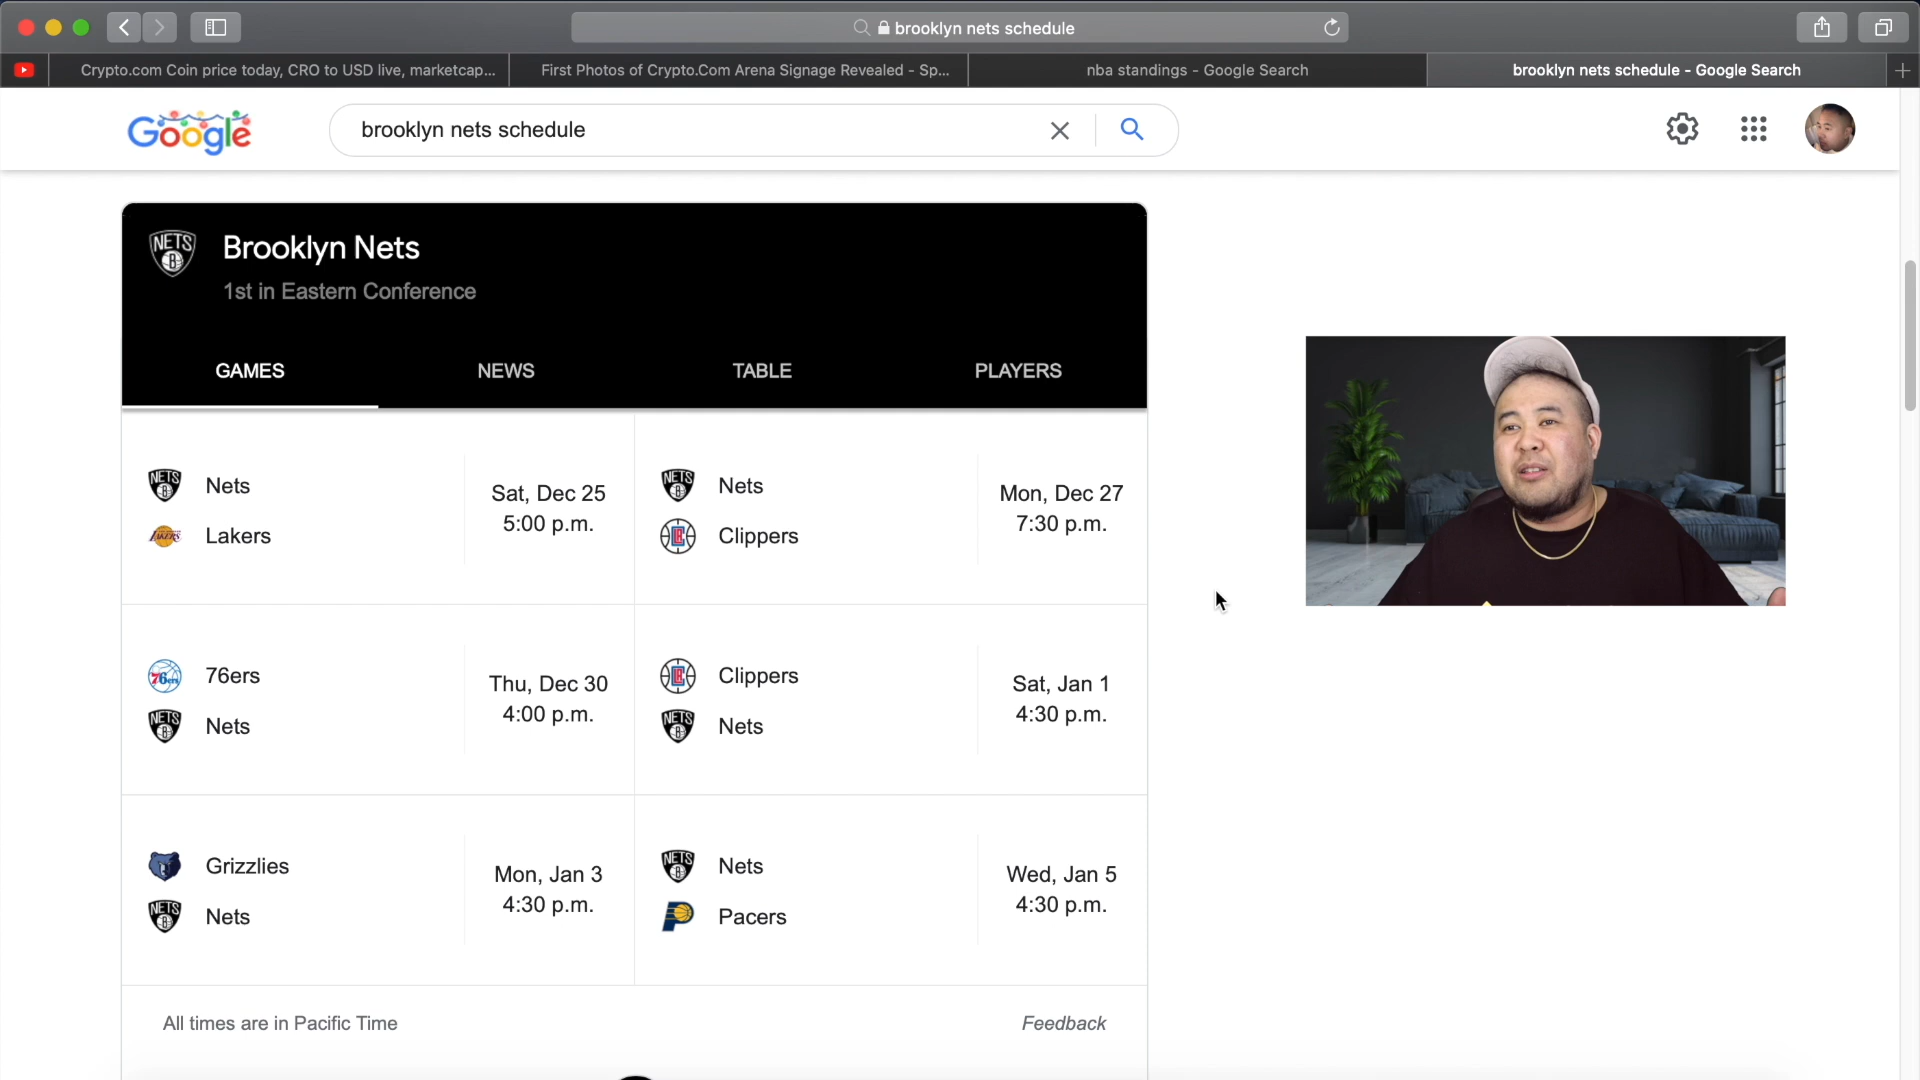 brooklyn nets schedule
Crypto.com Coin price today, CRO to USD live, marketcap...
First Photos of Crypto.Com Arena Signage Revealed - Sp...
nba standings - Google Search
brooklyn nets schedule - Google Search
Google
brooklyn nets schedule
NETS
B
Brooklyn Nets
1st in Eastern Conference
GAMES
NEWS
TABLE
PLAYERS
Nets
Lakers
Sat, Dec 25
5:00 p.m.
Nets
Clippers
Mon, Dec 27
7:30 p.m.
76ers
Nets
Thu, Dec 30
4:00 p.m.
Clippers
Nets
Sat, Jan 1
4:30 p.m.
Grizzlies
Nets
Mon, Jan 3
4:30 p.m.
Nets
Pacers
Wed, Jan 5
4:30 p.m.
All times are in Pacific Time
Feedback